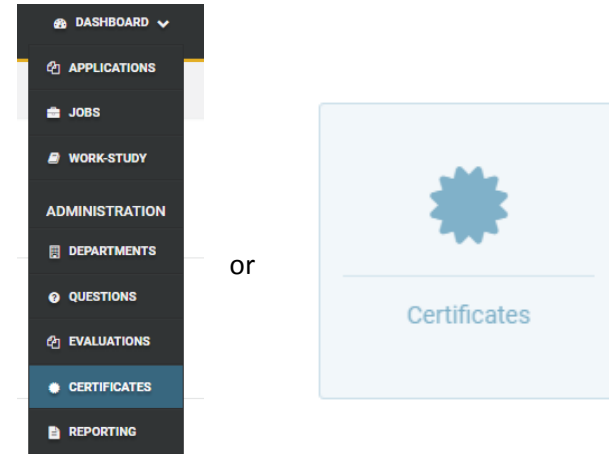 DASHBOARD
APPLICATIONS
JOBS
WORK-STUDY
ADMINISTRATION
DEPARTMENTS
QUESTIONS
EVALUATIONS
CERTIFICATES
REPORTING
or
Certificates